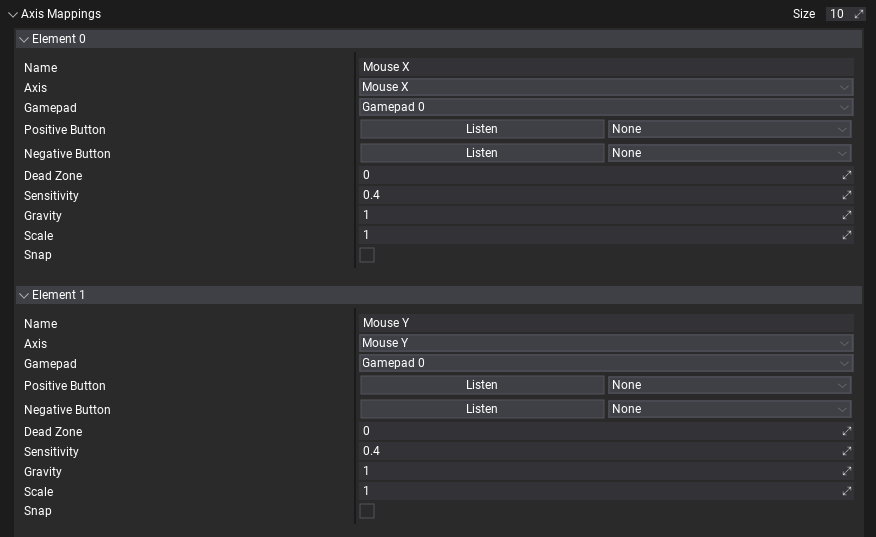 Axis Mappings Size 10
Element 0
Name Mouse X
Axis Mouse X
Gamepad Gamepad 0
Positive Button Listen None
Negative Button Listen None
Dead Zone 0
Sensitivity 0.4
Gravity 1
Scale 1
Snap
Element 1
Name Mouse Y
Axis Mouse Y
Gamepad Gamepad 0
Positive Button Listen None
Negative Button Listen None
Dead Zone 0
Sensitivity 0.4
Gravity 1
Scale 1
Snap